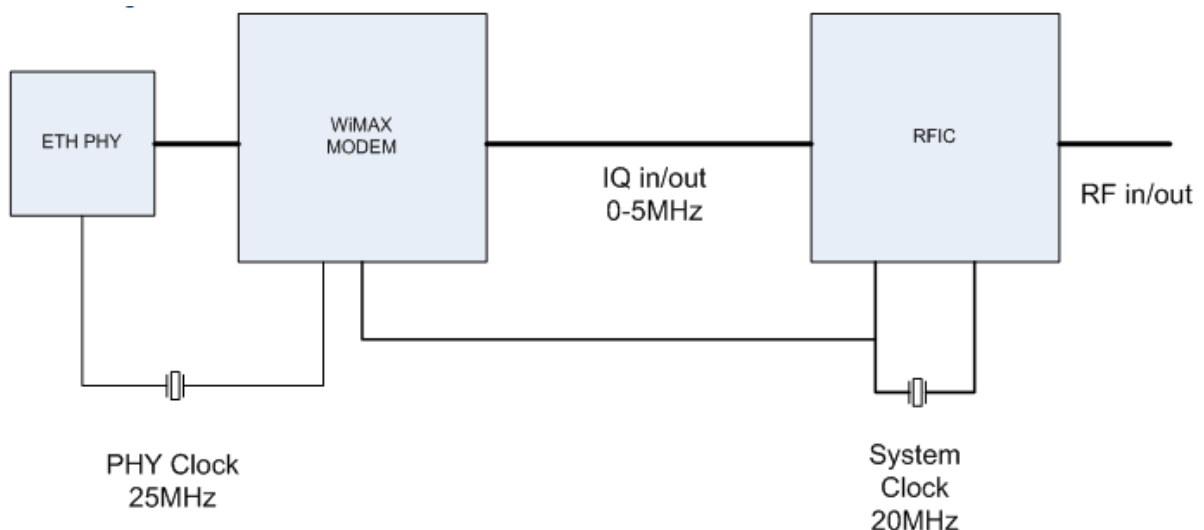 ETH PHY
WiMAX
MODEM
RFIC
IQ in/out
0-5MHz
RF in/out
PHY Clock
25MHz
System
Clock
20MHz